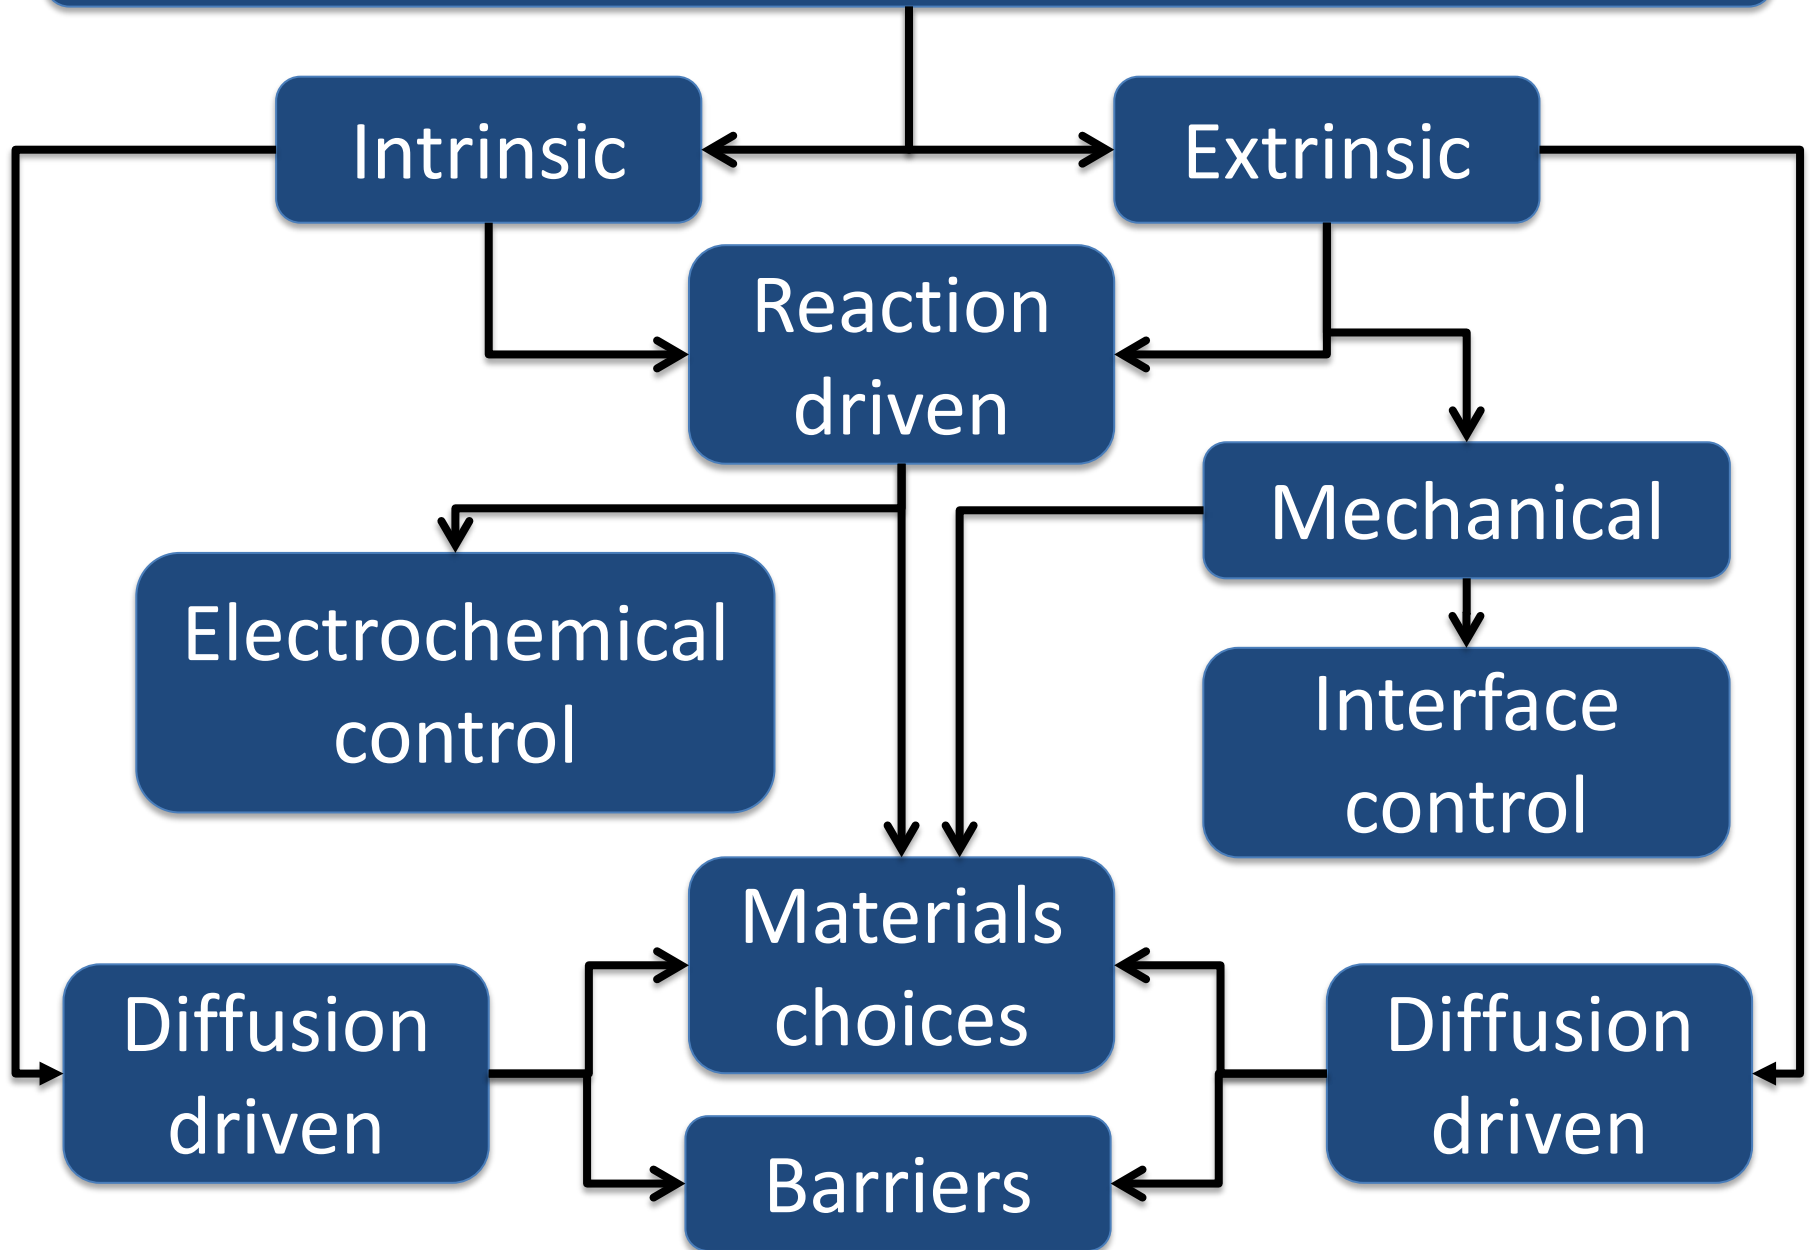 Intrinsic
Extrinsic
Reaction
driven
Mechanical
Electrochemical
control
Interface
control
Materials
choices
Diffusion
driven
Diffusion
driven
Barriers